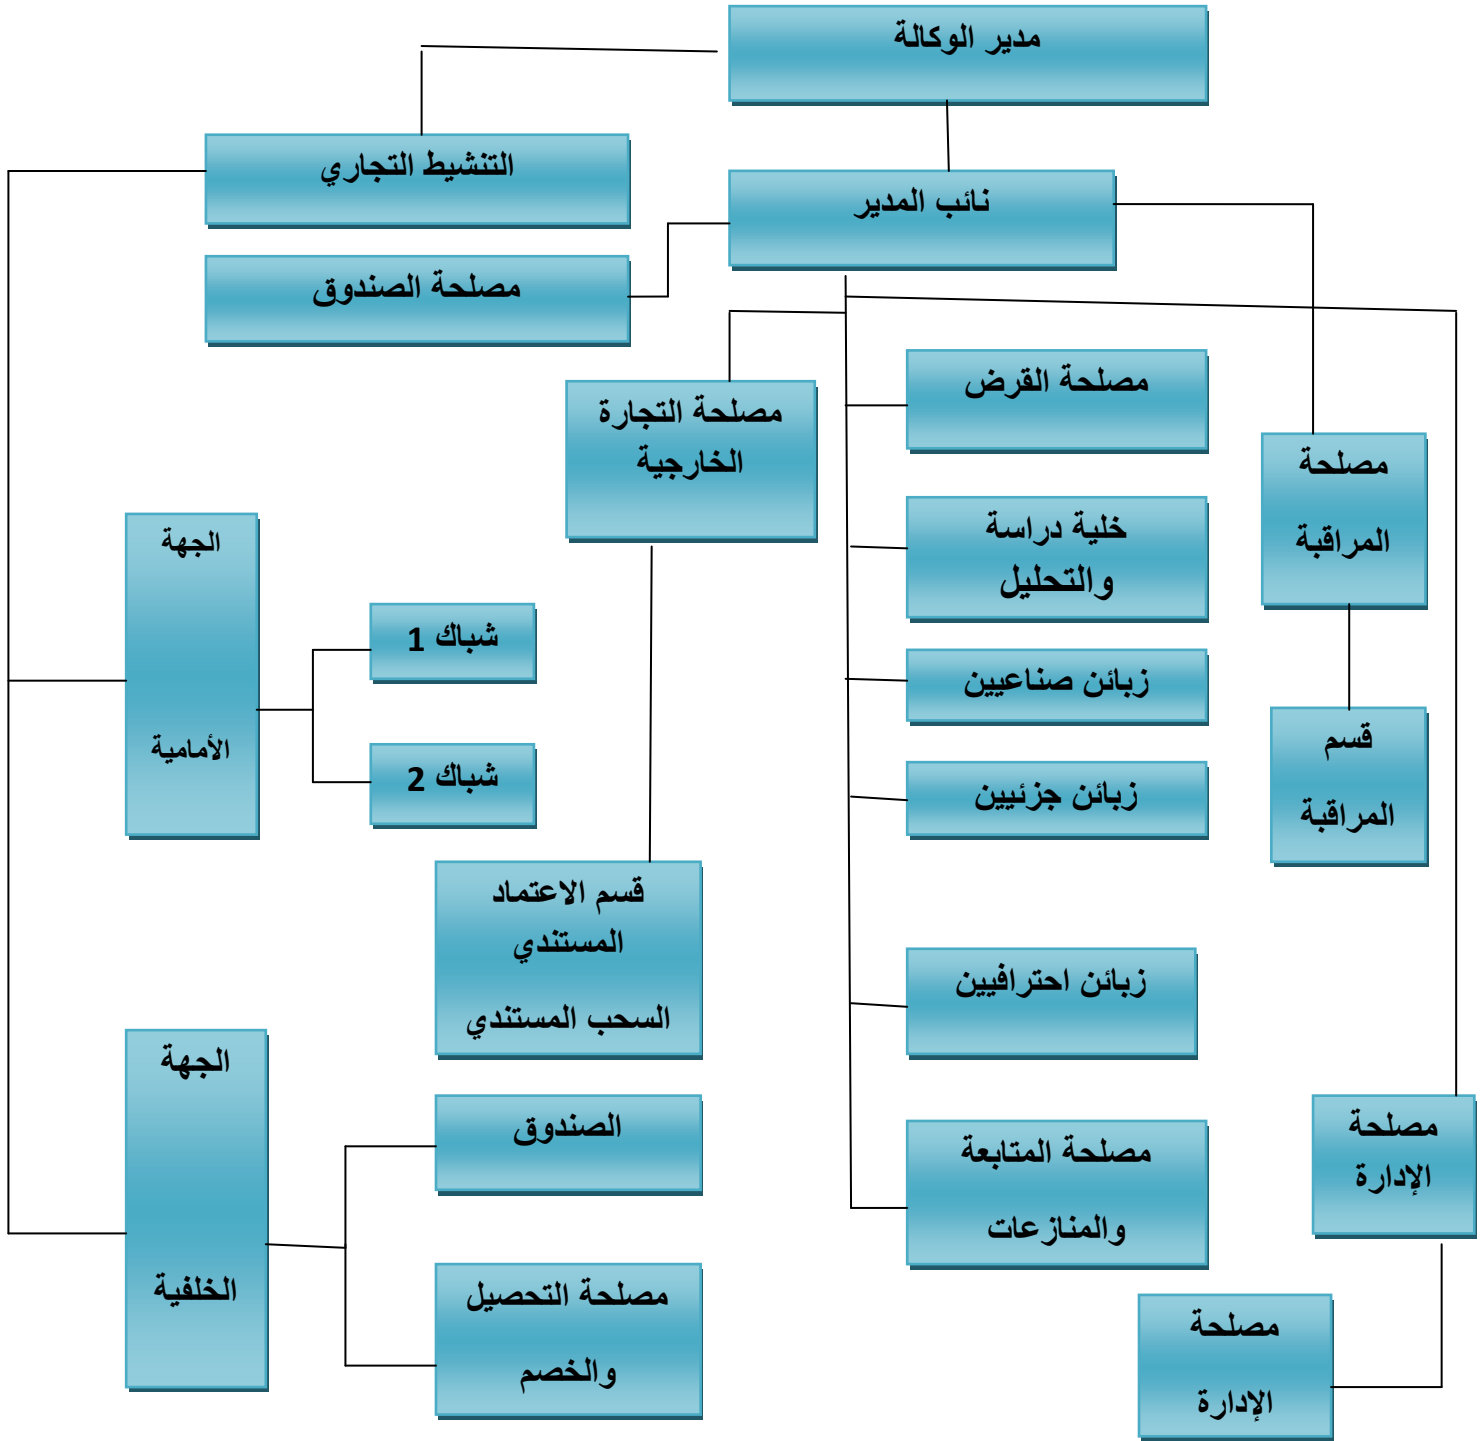 مدير الوكالة
التنشيط التجاري
نائب المدير
مصلحة الصندوق
مصلحة القرض
مصلحة التجارة
الخارجية
مصلحة
المراقبة
خلية دراسة
والتحليل
الجهة
الأمامية
شباك 1
زبائن صناعيين
قسم
المراقبة
شباك 2
زبائن جزئيين
قسم الاعتماد
المستندي
السحب المستندي
زبائن احترافيين
الجهة
الخلفية
الصندوق
مصلحة المتابعة
والمنازعات
مصلحة
الإدارة
مصلحة التحصيل
والخصم
مصلحة
الإدارة